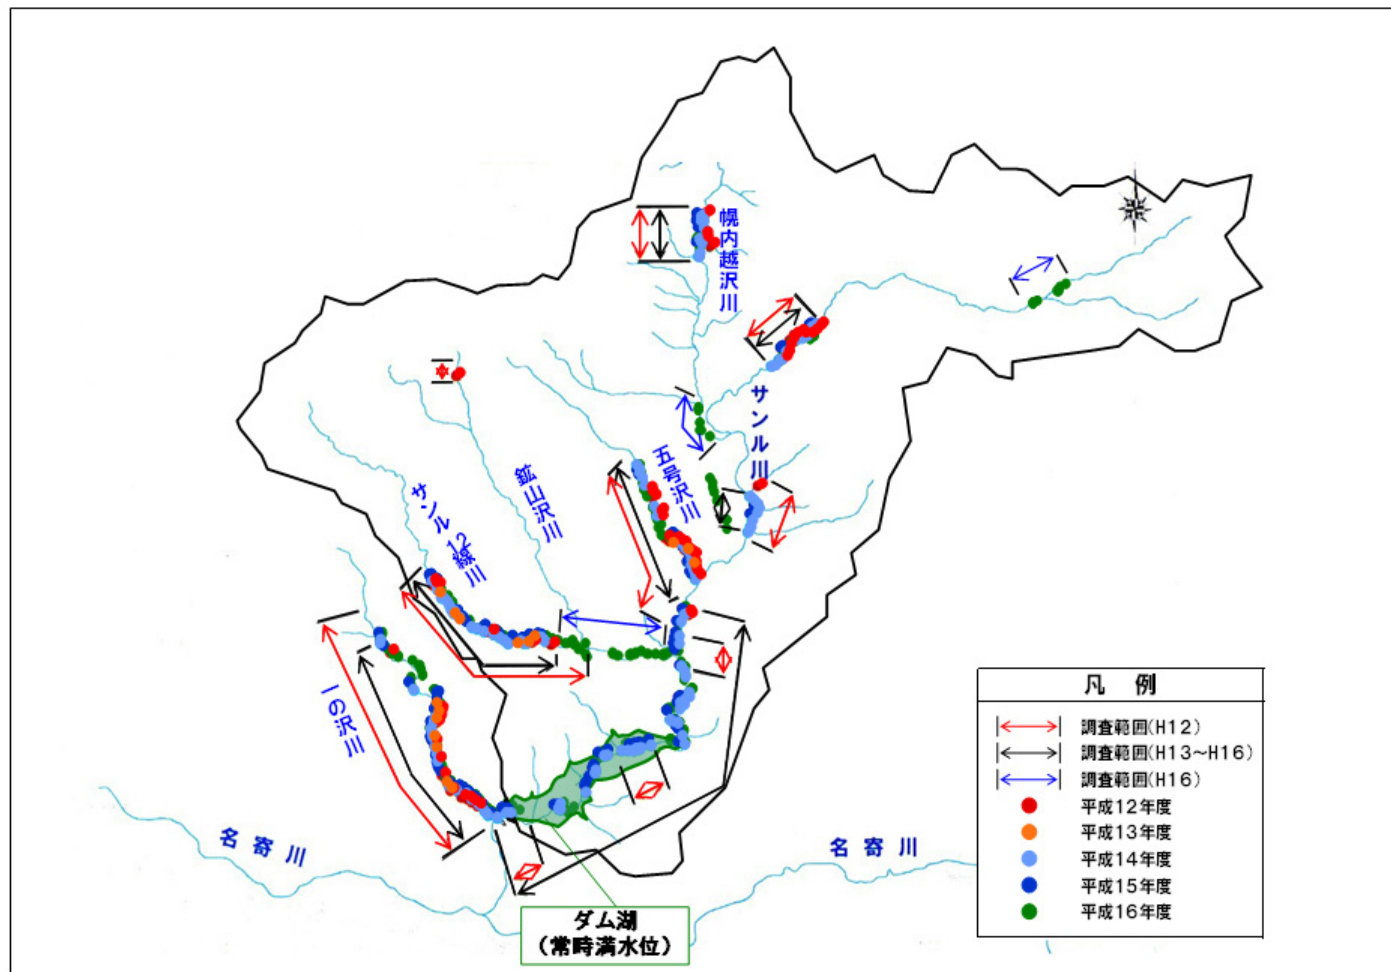 幌内越沢川
サンル川
五号沢川
鉱山沢川
サンル12線川
一の沢川
名寄川
名寄川
ダム湖
(常時満水位)
凡 例
調査範囲(H12)
調査範囲(H13～H16)
調査範囲(H16)
平成12年度
平成13年度
平成14年度
平成15年度
平成16年度